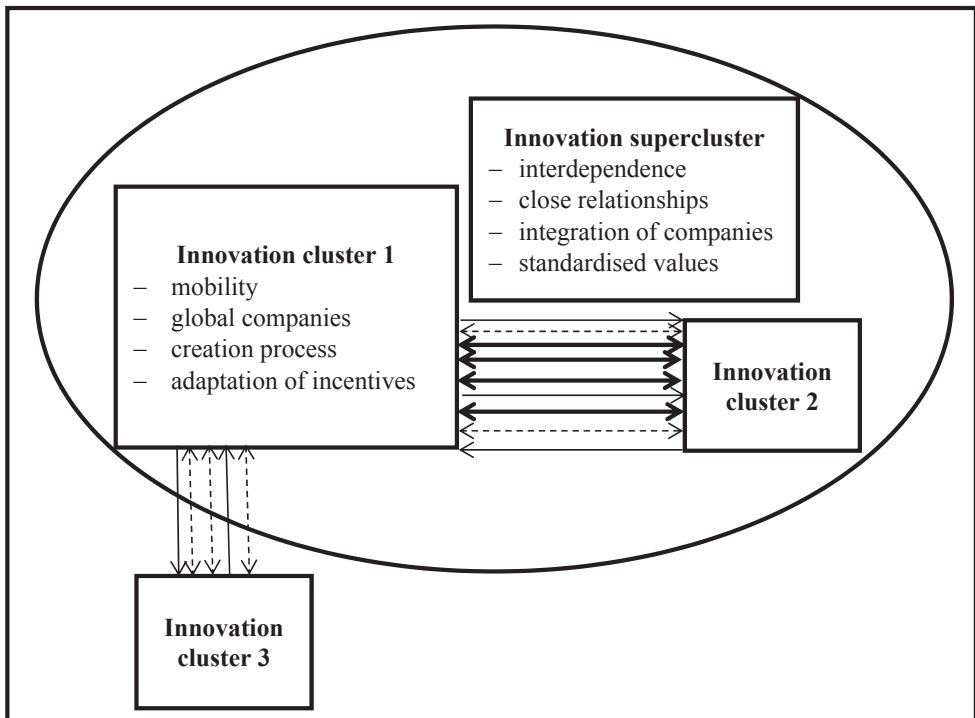 Innovation supercluster
– interdependence
– close relationships
– integration of companies
– standardised values
Innovation cluster 1
– mobility
– global companies
– creation process
– adaptation of incentives
Innovation
cluster 2
Innovation
cluster 3